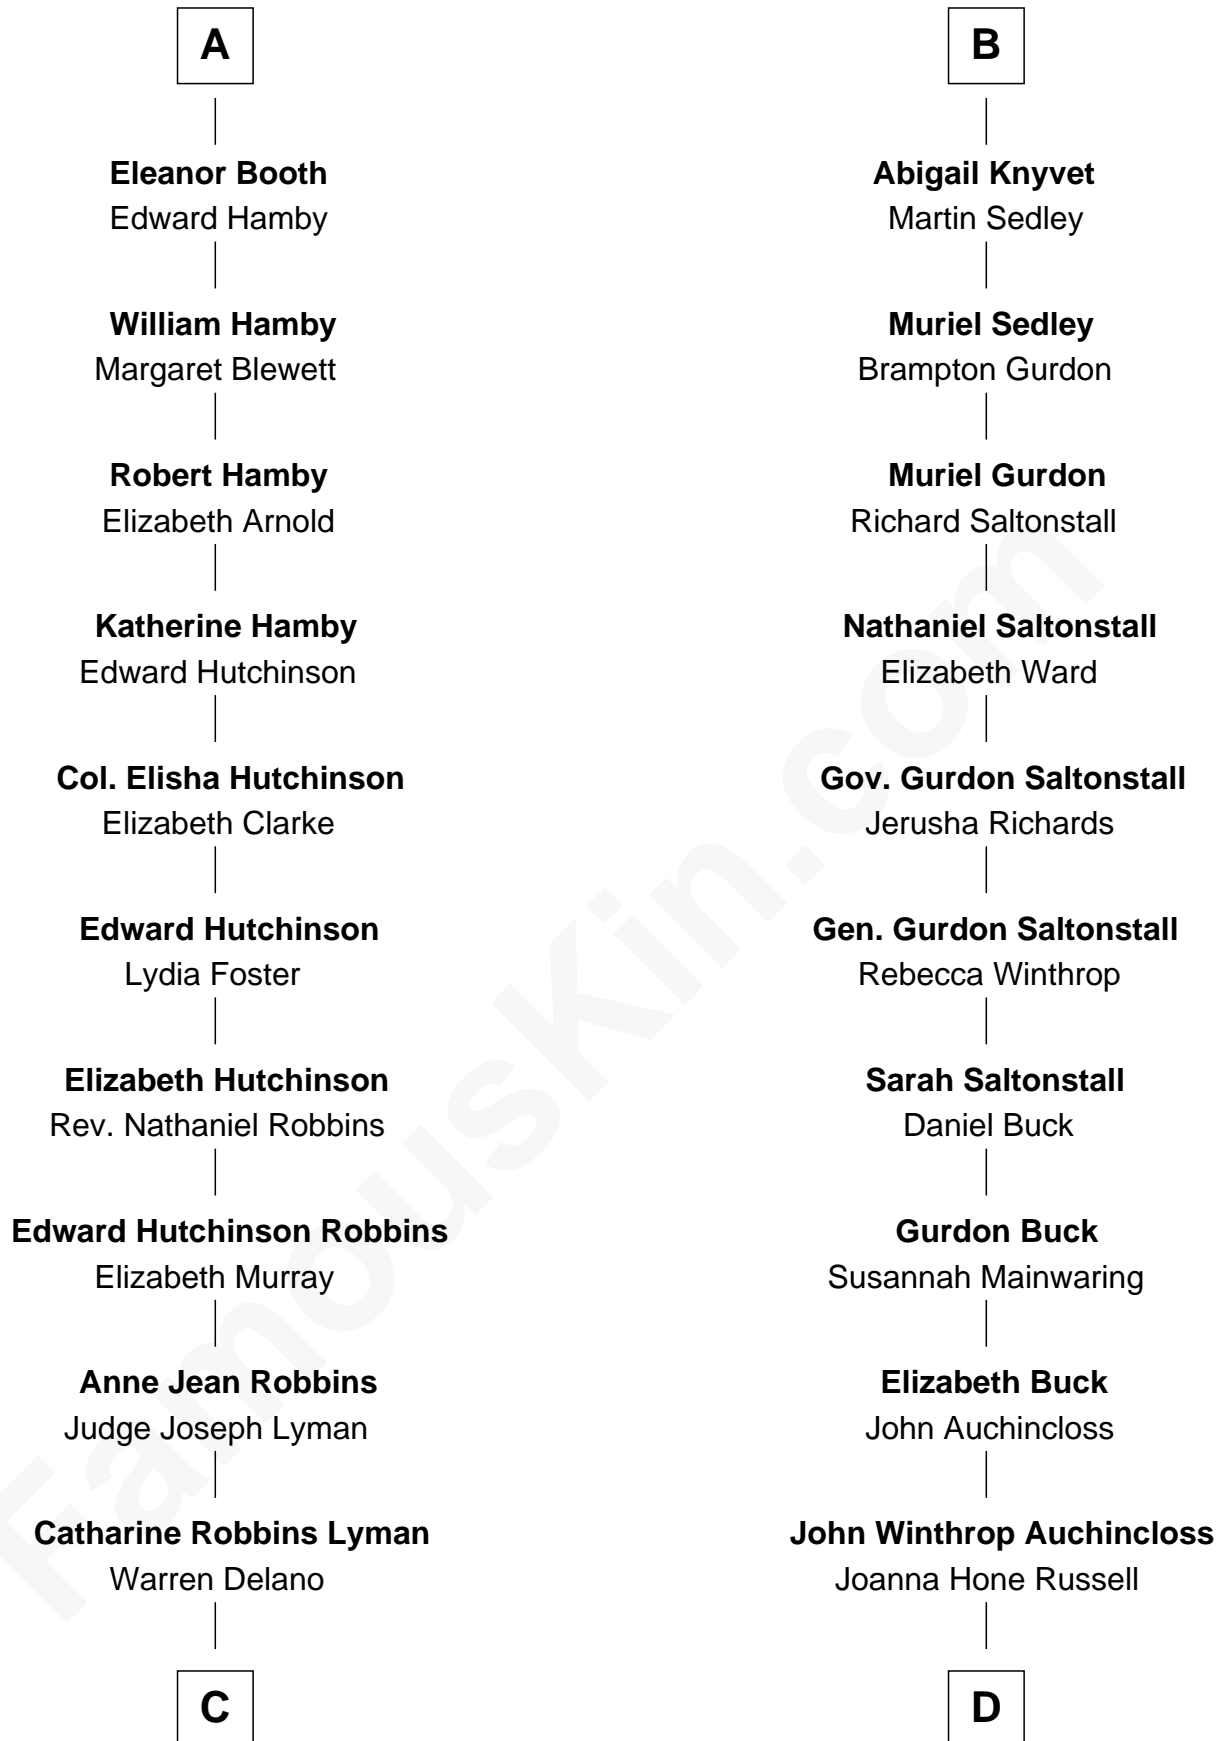 A
Eleanor Booth
Edward Hamby
William Hamby
Margaret Blewett
Robert Hamby
Elizabeth Arnold
Katherine Hamby
Edward Hutchinson
Col. Elisha Hutchinson
Elizabeth Clarke
Edward Hutchinson
Lydia Foster
Elizabeth Hutchinson
Rev. Nathaniel Robbins
Edward Hutchinson Robbins
Elizabeth Murray
Anne Jean Robbins
Judge Joseph Lyman
Catharine Robbins Lyman
Warren Delano
C
B
Abigail Knyvet
Martin Sedley
Muriel Sedley
Brampton Gurdon
Muriel Gurdon
Richard Saltonstall
Nathaniel Saltonstall
Elizabeth Ward
Gov. Gurdon Saltonstall
Jerusha Richards
Gen. Gurdon Saltonstall
Rebecca Winthrop
Sarah Saltonstall
Daniel Buck
Gurdon Buck
Susannah Mainwaring
Elizabeth Buck
John Auchincloss
John Winthrop Auchincloss
Joanna Hone Russell
D
FamousKin.com